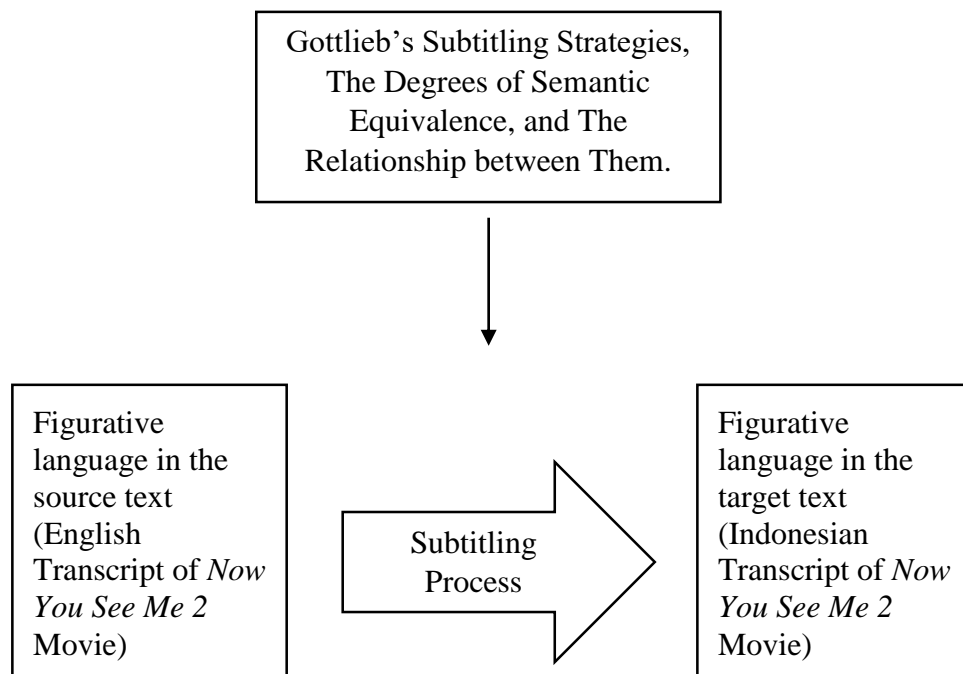 Gottlieb’s Subtitling Strategies,
The Degrees of Semantic
Equivalence, and The
Relationship between Them.
Figurative
language in the
source text
(English
Transcript of Now
You See Me 2
Movie)
Subtitling
Process
Figurative
language in the
target text
(Indonesian
Transcript of Now
You See Me 2
Movie)